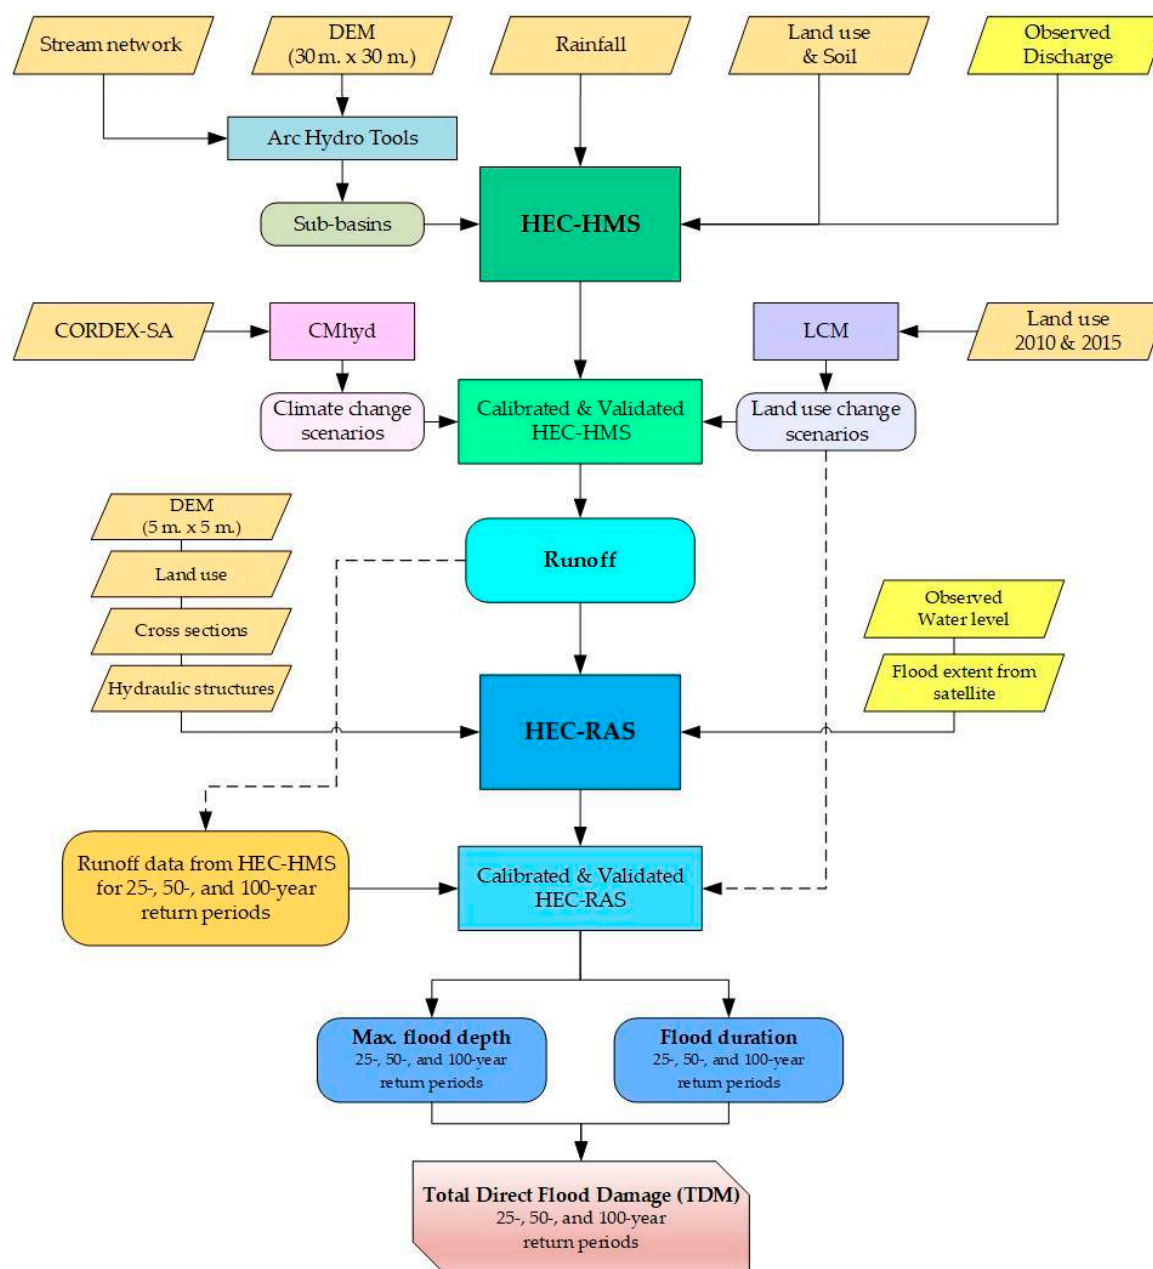 Stream network
DEM
(30 m. x 30 m.)
Rainfall
Land use
& Soil
Observed
Discharge
Arc Hydro Tools
Sub-basins
HEC-HMS
CORDEX-SA
CMhyd
LCM
Land use
2010 & 2015
Climate change
scenarios
Calibrated & Validated
HEC-HMS
Land use change
scenarios
DEM
(5 m. x 5 m.)
Land use
Cross sections
Hydraulic structures
Runoff
Observed
Water level
Flood extent from
satellite
HEC-RAS
Runoff data from HEC-HMS
for 25-, 50-, and 100-year
return periods
Calibrated & Validated
HEC-RAS
Max. flood depth
25-, 50-, and 100-year
return periods
Flood duration
25-, 50-, and 100-year
return periods
Total Direct Flood Damage (TDM)
25-, 50-, and 100-year
return periods